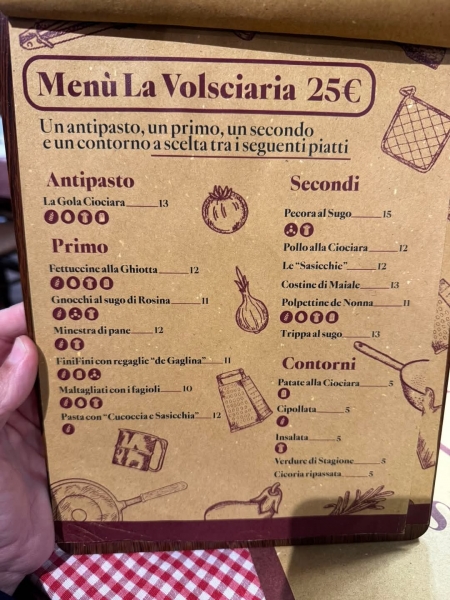 Menù La Volsciaria 25€
Un antipasto, un primo, un secondo
e un contorno a scelta tra i seguenti piatti
Antipasto
La Gola Ciociara 13
Primo
Fettuccine alla Ghiotta 12
Gnocchi al sugo di Rosina 11
Minestra di pane 12
FiniFini con regaglie “de Gaglina” 11
Maltagliati con i fagioli 10
Pasta con “Cucoccia e Sasicchia” 12
Secondi
Pecora al Sugo 15
Pollo alla Ciociara 12
Le “Sasicchie” 12
Costine di Maiale 13
Polpettine de Nonna 11
Trippa al sugo 13
Contorni
Patate alla Ciociara 5
Cipollata 5
Insalata 5
Verdure di Stagione 5
Cicoria ripassata 5